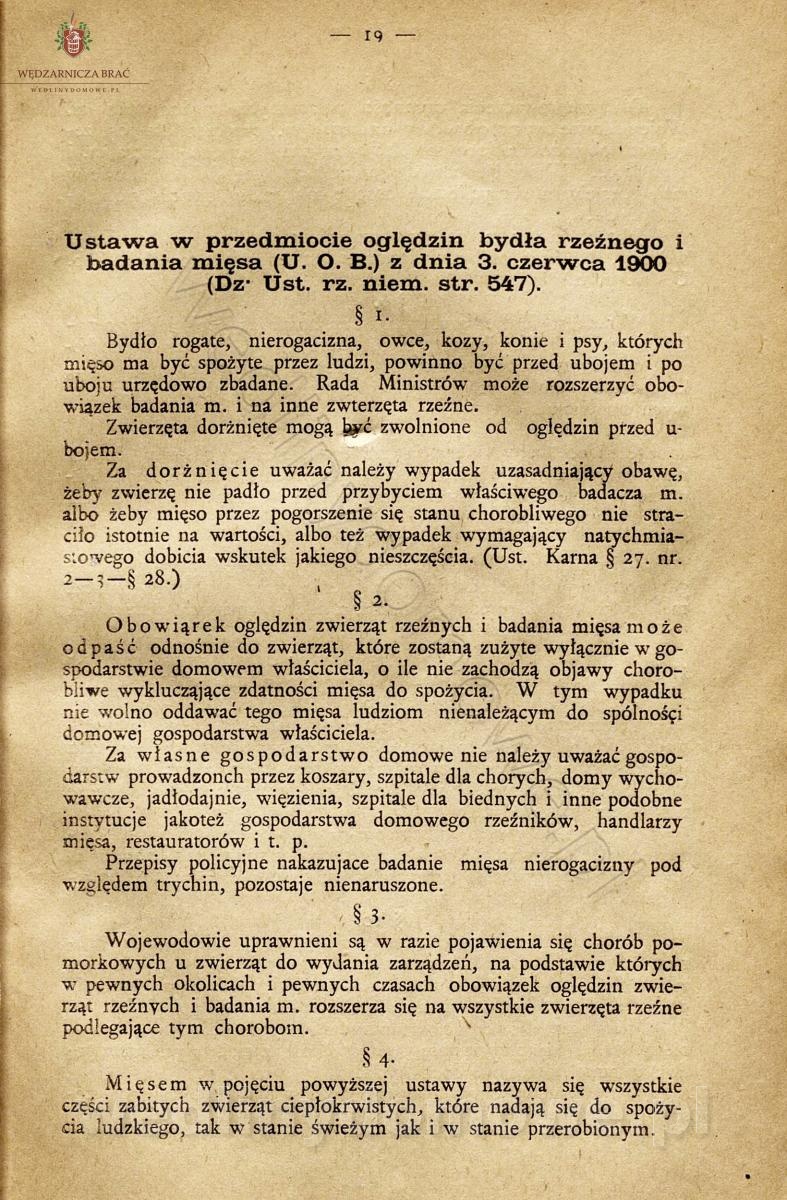 — 19 —
WĘDZARNICZA BRAĆ
WEDLINYDOMOWE.PL
Ustawa w przedmiocie oględzin bydła rzeźnego i
badania mięsa (U. O. B.) z dnia 3. czerwca 1900
(Dz· Ust. rz. niem. str. 547).
§ 1.
Bydło rogate, nierogacizna, owce, kozy, konie i psy, których
mięso ma być spożyte przez ludzi, powinno być przed ubojem i po
uboju urzędowo zbadane. Rada Ministrów może rozszerzyć obo-
wiązek badania m. i na inne zwterzęta rzeźne.
Zwierzęta dorżnięte mogą być zwolnione od oględzin przed u-
bojem.
Za dorżnięcie uważać należy wypadek uzasadniający obawę,
żeby zwierzę nie padło przed przybyciem właściwego badacza m.
albo żeby mięso przez pogorszenie się stanu chorobliwego nie stra-
ciło istotnie na wartości, albo też wypadek wymagający natychmia-
stowego dobicia wskutek jakiego nieszczęścia. (Ust. Karna § 27. nr.
2—3—§ 28.)
§ 2.
Obowiąrek oględzin zwierząt rzeźnych i badania mięsa może
odpaść odnośnie do zwierząt, które zostaną zużyte wyłącznie w go-
spodarstwie domowem właściciela, o ile nie zachodzą objawy choro-
bliwe wykluczające zdatności mięsa do spożycia. W tym wypadku
nie wolno oddawać tego mięsa ludziom nienależącym do spólnośçi
domowej gospodarstwa właściciela.
Za własne gospodarstwo domowe nie należy uważać gospo-
darstw prowadzonch przez koszary, szpitale dla chorych, domy wycho-
wawcze, jadłodajnie, więzienia, szpitale dla biednych i inne podobne
instytucje jakoteż gospodarstwa domowego rzeźników, handlarzy
mięsa, restauratorów i t. p.
Przepisy policyjne nakazujace badanie mięsa nierogacizny pod
względem trychin, pozostaje nienaruszone.
§ 3.
Wojewodowie uprawnieni są w razie pojawienia się chorób po-
morkowych u zwierząt do wydania zarządzeń, na podstawie których
w pewnych okolicach i pewnych czasach obowiązek oględzin zwie-
rząt rzeźnych i badania m. rozszerza się na wszystkie zwierzęta rzeźne
podlegające tym chorobom.
§ 4.
Mięsem w pojęciu powyższej ustawy nazywa się wszystkie
części zabitych zwierząt ciepłokrwistych, które nadają się do spoży-
cia ludzkiego, tak w stanie świeżym jak i w stanie przerobionym.